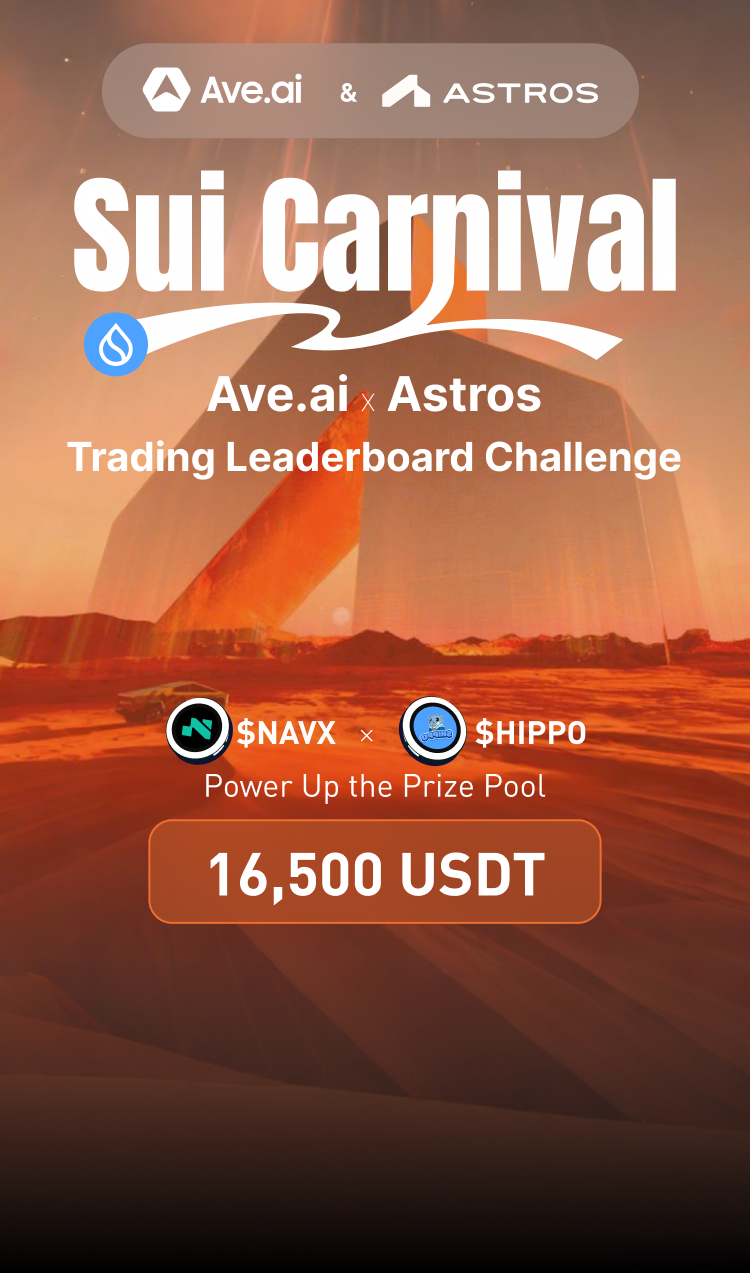 Ave.ai & ASTROS
Sui Carnival
Ave.ai x Astros
Trading Leaderboard Challenge
$NAVX × $HIPPO
Power Up the Prize Pool
16,500 USDT